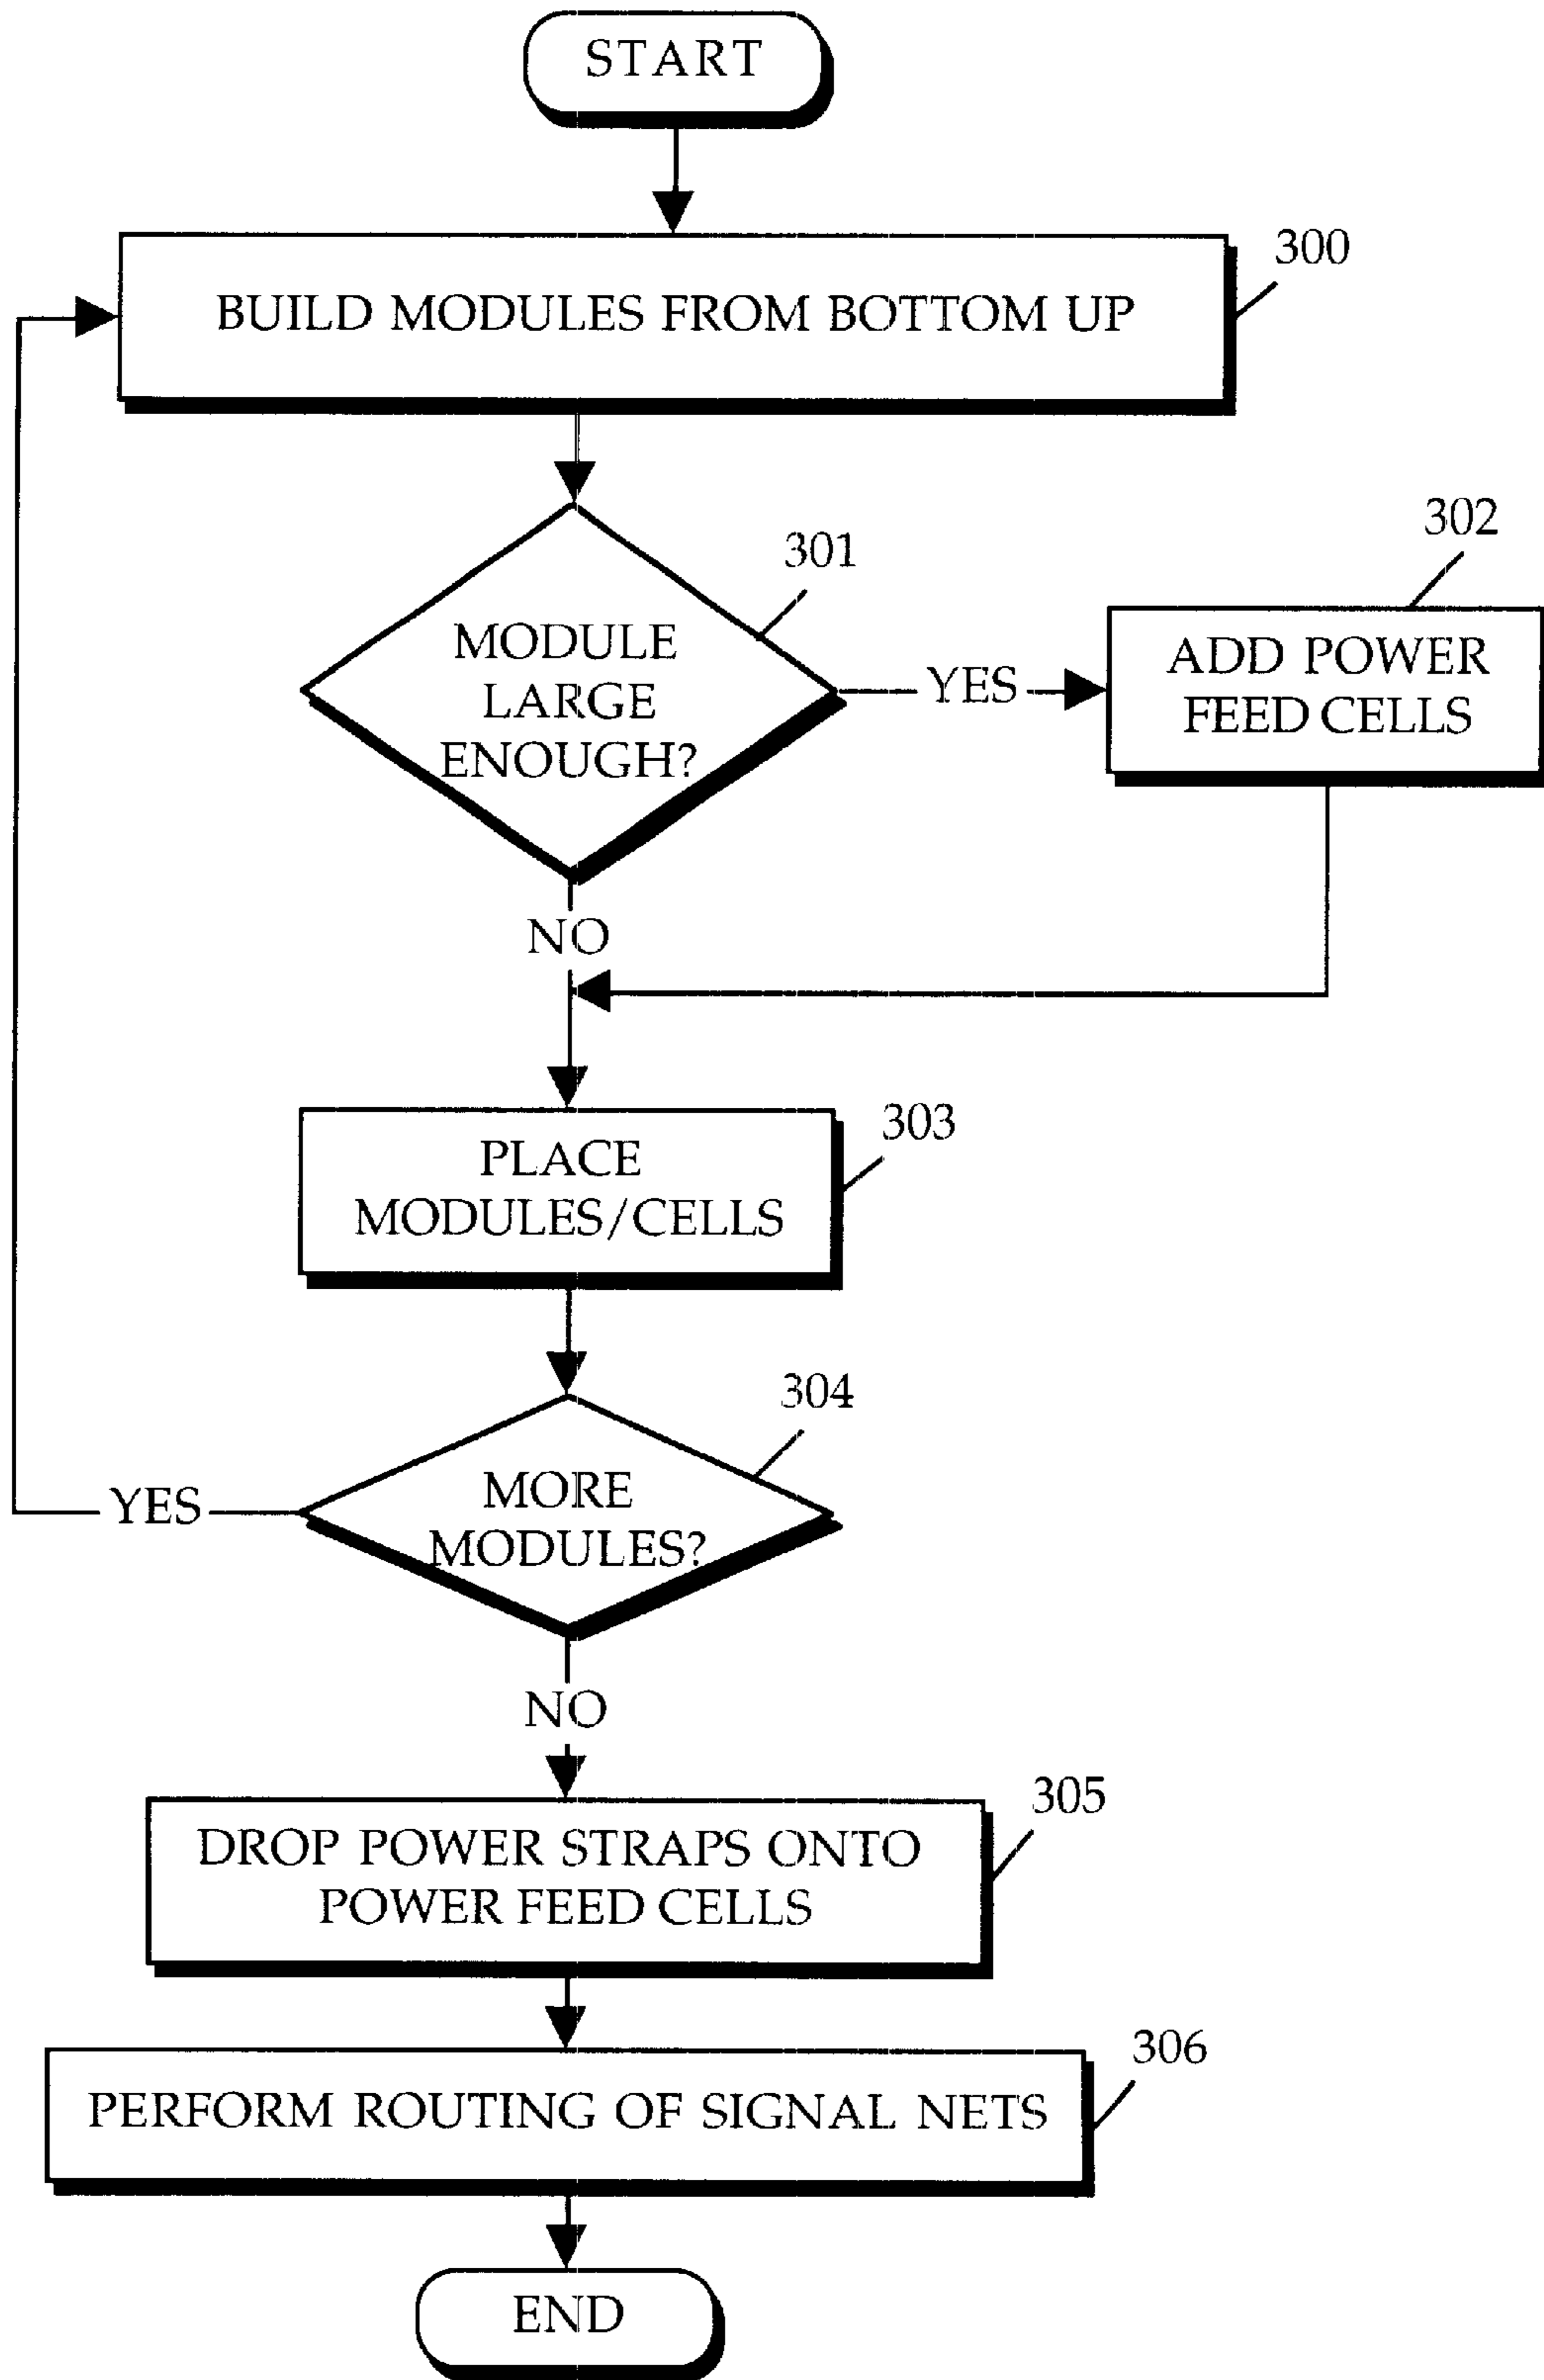 START
300
BUILD MODULES FROM BOTTOM UP
301
302
MODULE
LARGE
ENOUGH?
YES
ADD POWER
FEED CELLS
NO
303
PLACE
MODULES/CELLS
304
MORE
MODULES?
YES
NO
305
DROP POWER STRAPS ONTO
POWER FEED CELLS
306
PERFORM ROUTING OF SIGNAL NETS
END